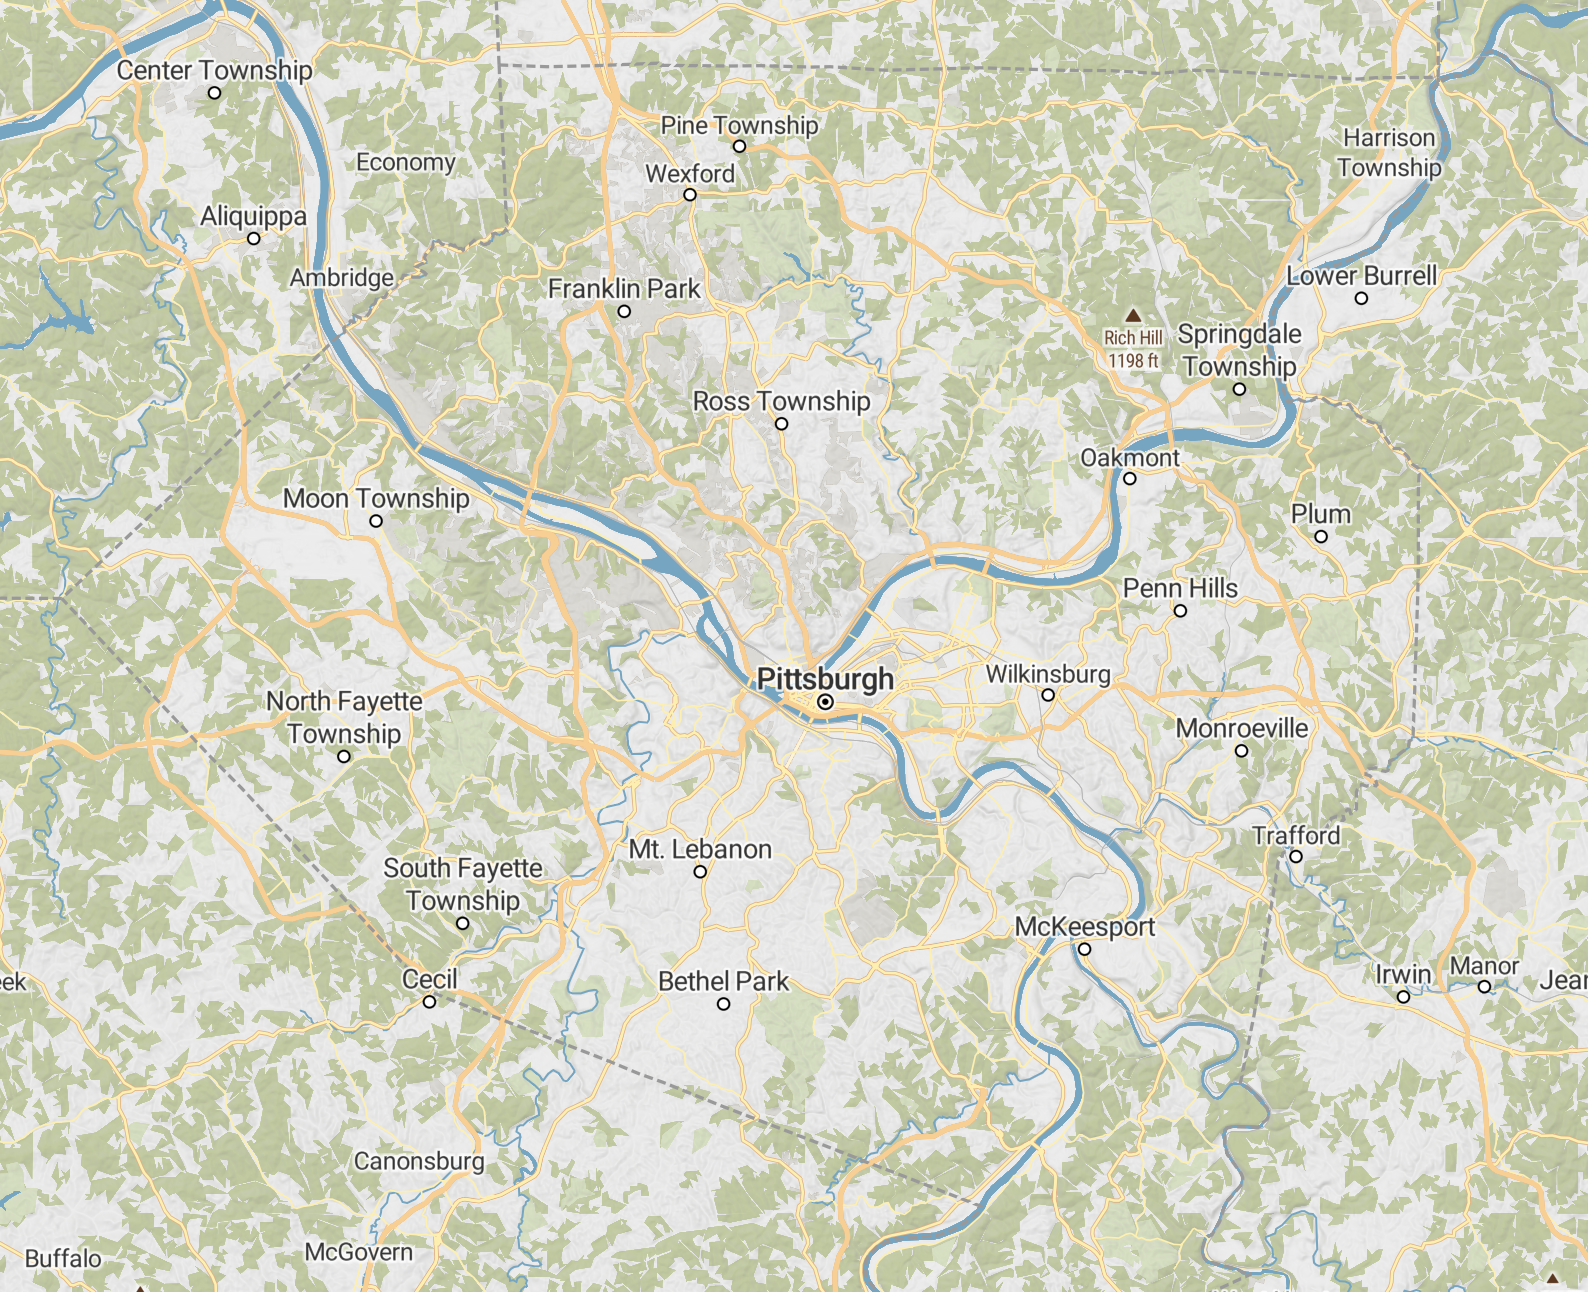 Center Township
Pine Township
Harrison
Township
Economy
Wexford
Aliquippa
Ambridge
Lower Burrell
Franklin Park
Rich Hill
1198 ft
Springdale
Township
Ross Township
Oakmont
Moon Township
Plum
Penn Hills
Pittsburgh
Wilkinsburg
North Fayette
Township
Monroeville
Trafford
Mt. Lebanon
South Fayette
Township
McKeesport
eek
Cecil
Bethel Park
Irwin
Manor
Jear
Canonsburg
Buffalo
McGovern